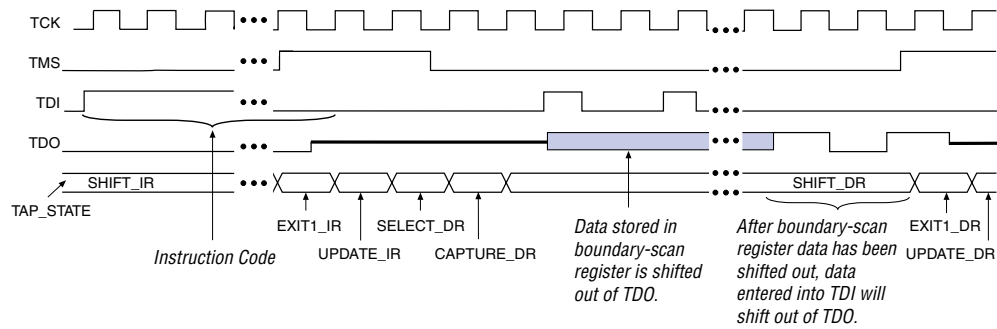 TCK
TMS
TDI
TDO
SHIFT_IR
SHIFT_DR
TAP_STATE
EXIT1_IR
SELECT_DR
UPDATE_IR
CAPTURE_DR
Instruction Code
Data stored in
boundary-scan
register is shifted
out of TDO.
After boundary-scan
register data has been
shifted out, data
entered into TDI will
shift out of TDO.
EXIT1_DR
UPDATE_DR